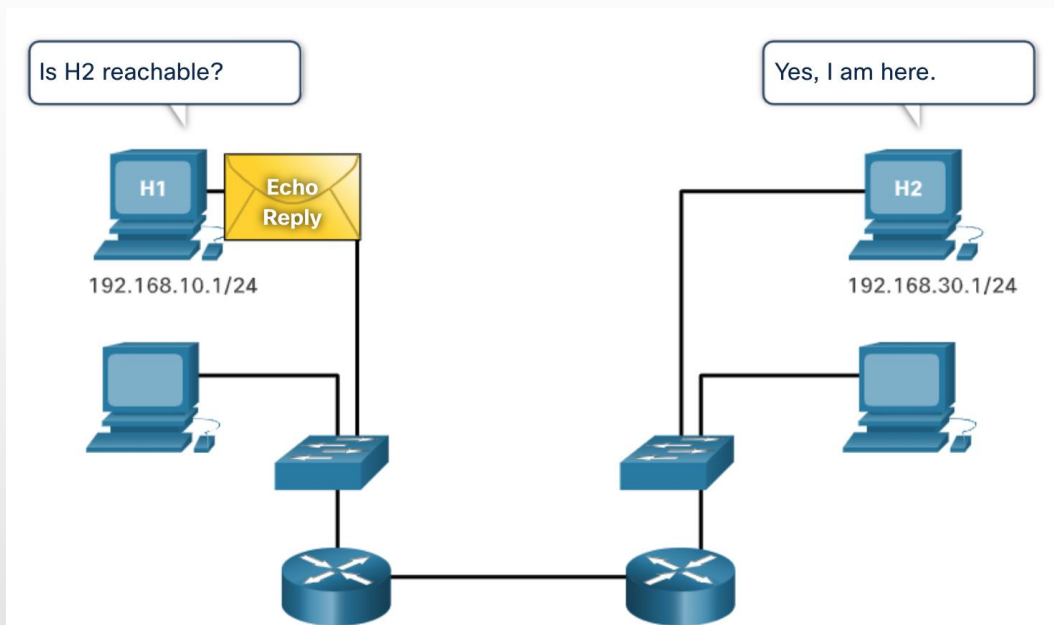 Is H2 reachable?
Yes, I am here.
H1
Echo
Reply
H2
192.168.10.1/24
192.168.30.1/24